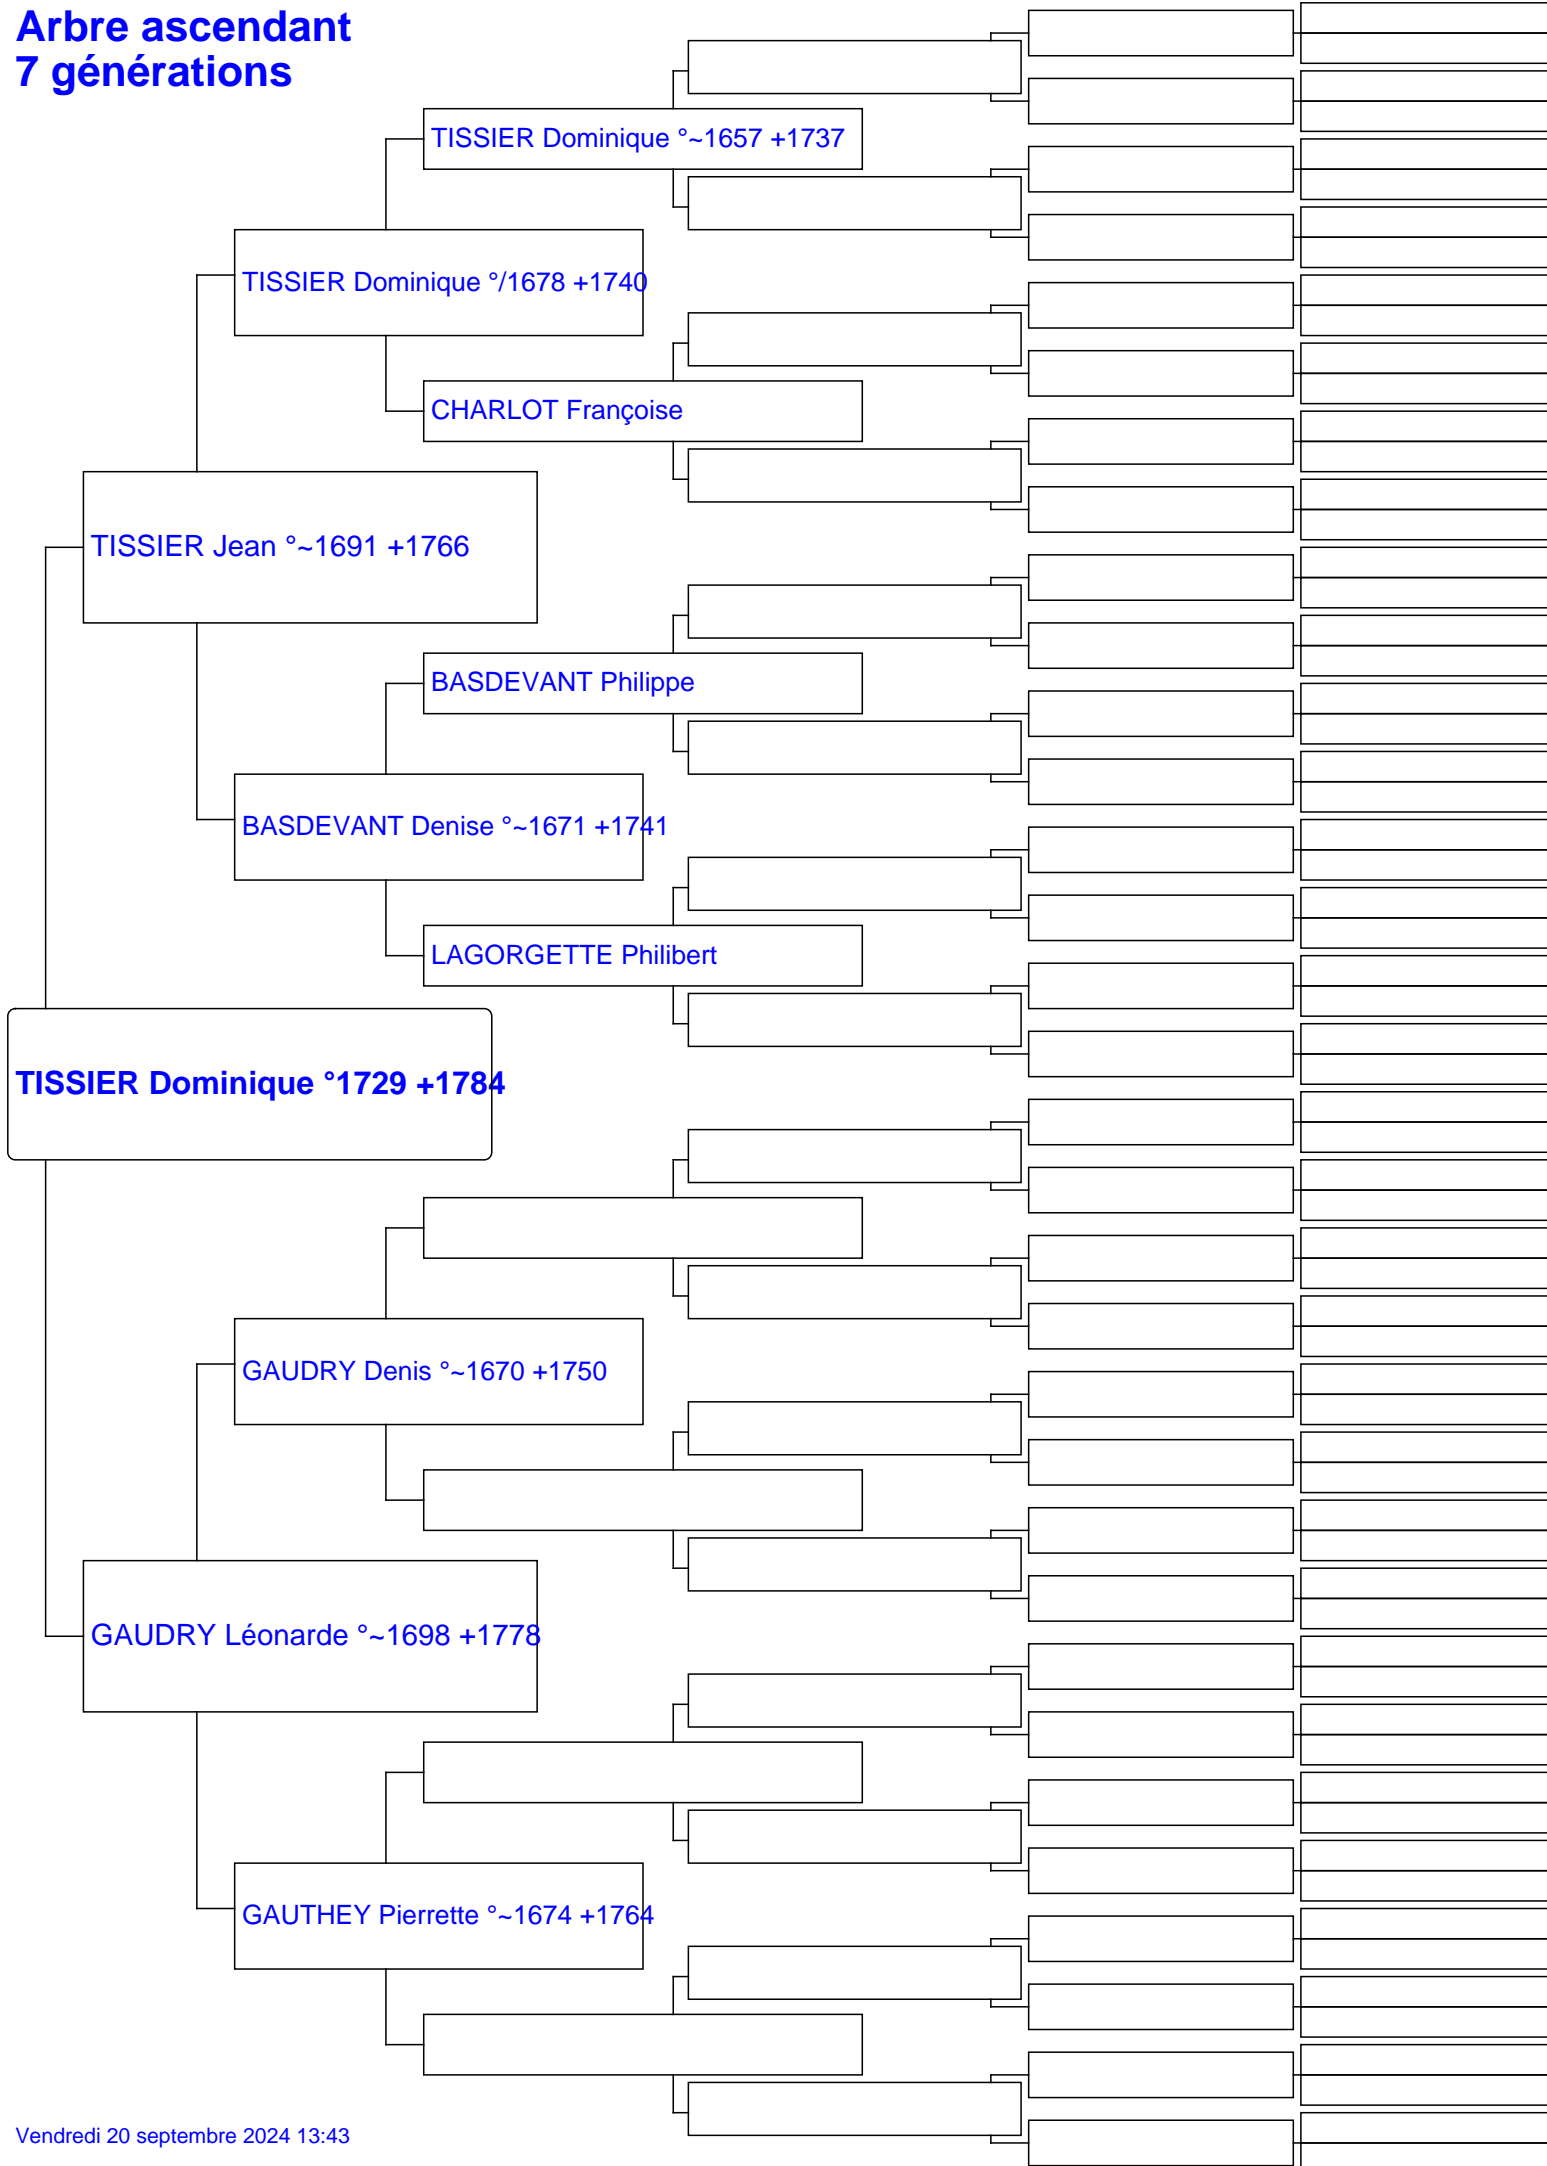 Arbre ascendant
7 générations
TISSIER Dominique °~1657 +1737
TISSIER Dominique °/1678 +1740
CHARLOT Françoise
TISSIER Jean °~1691 +1766
BASDEVANT Philippe
BASDEVANT Denise °~1671 +1741
LAGORGETTE Philibert
TISSIER Dominique °1729 +1784
GAUDRY Denis °~1670 +1750
GAUDRY Léonarde °~1698 +1778
GAUTHEY Pierrette °~1674 +1764
Vendredi 20 septembre 2024 13:43